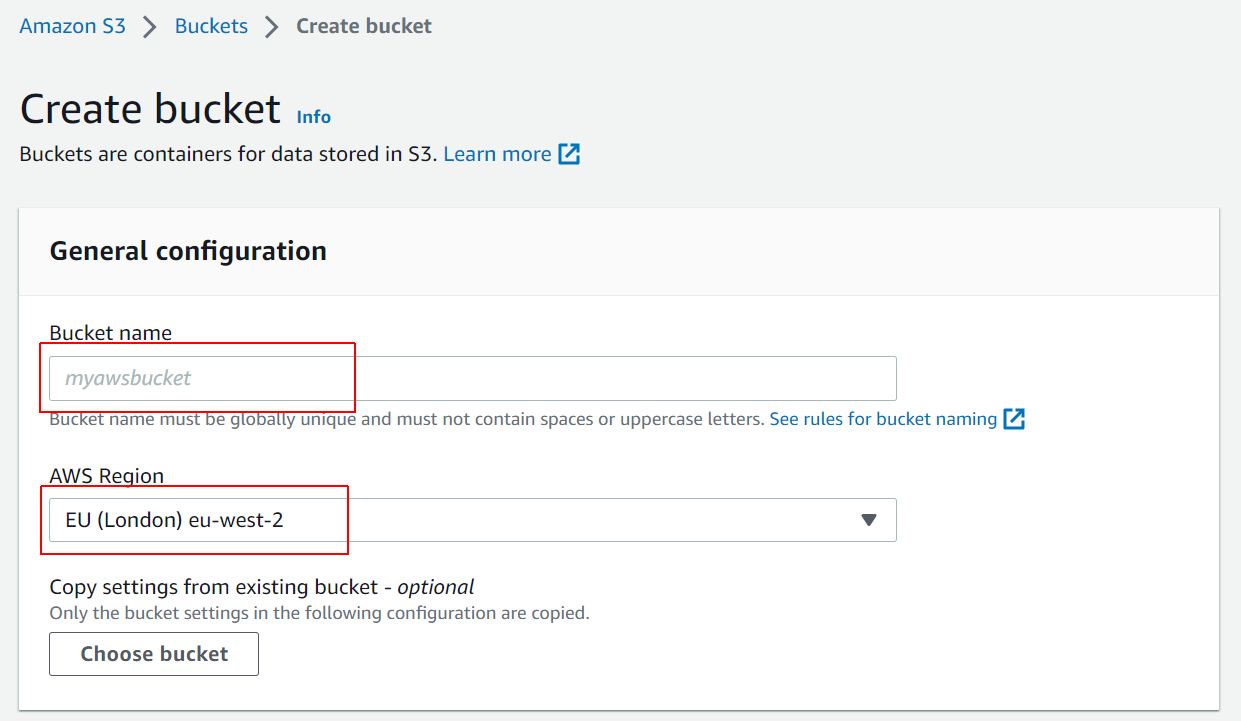 Amazon S3 > Buckets > Create bucket
Create bucket Info
Buckets are containers for data stored in S3. Learn more
General configuration
Bucket name
myawsbucket
Bucket name must be globally unique and must not contain spaces or uppercase letters. See rules for bucket naming
AWS Region
EU (London) eu-west-2
Copy settings from existing bucket - optional
Only the bucket settings in the following configuration are copied.
Choose bucket